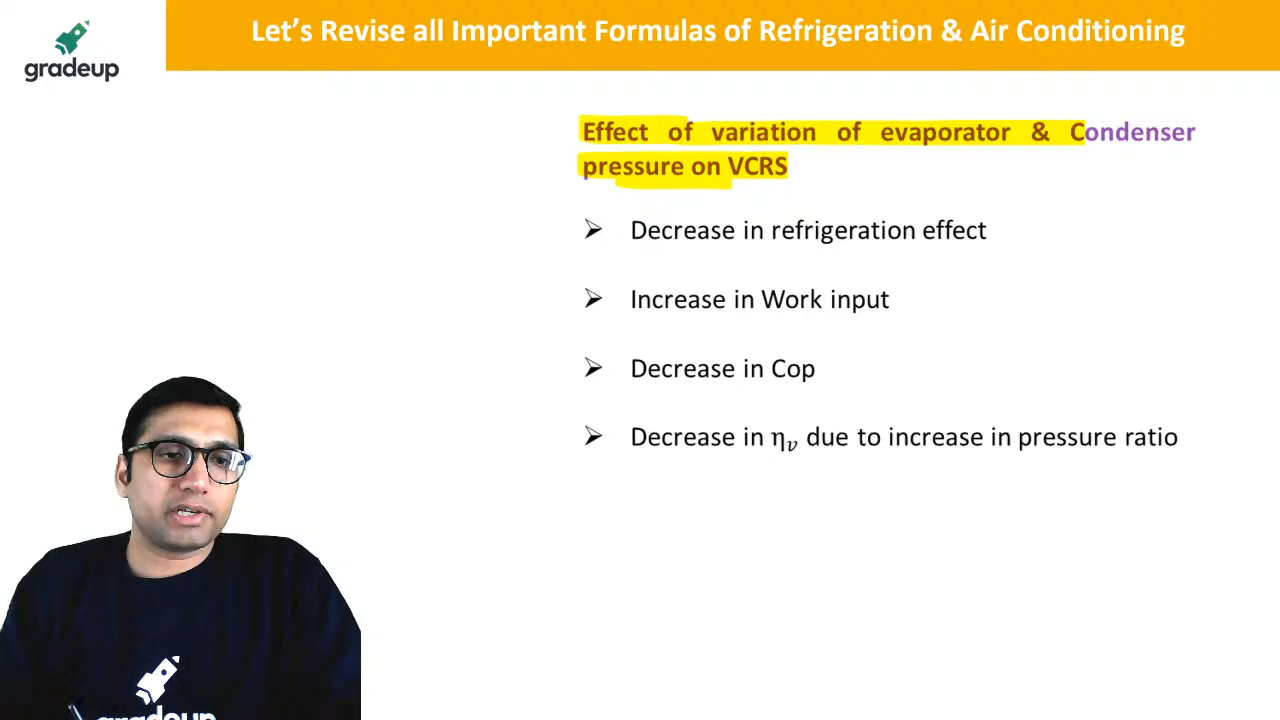 Let's Revise all Important Formulas of Refrigeration & Air Conditioning
gradeup
Effect of variation of evaporator & Condenser
pressure on VCRS
➢ Decrease in refrigeration effect
➢ Increase in Work input
➢ Decrease in Cop
➢ Decrease in ηᵥ due to increase in pressure ratio
gradeup